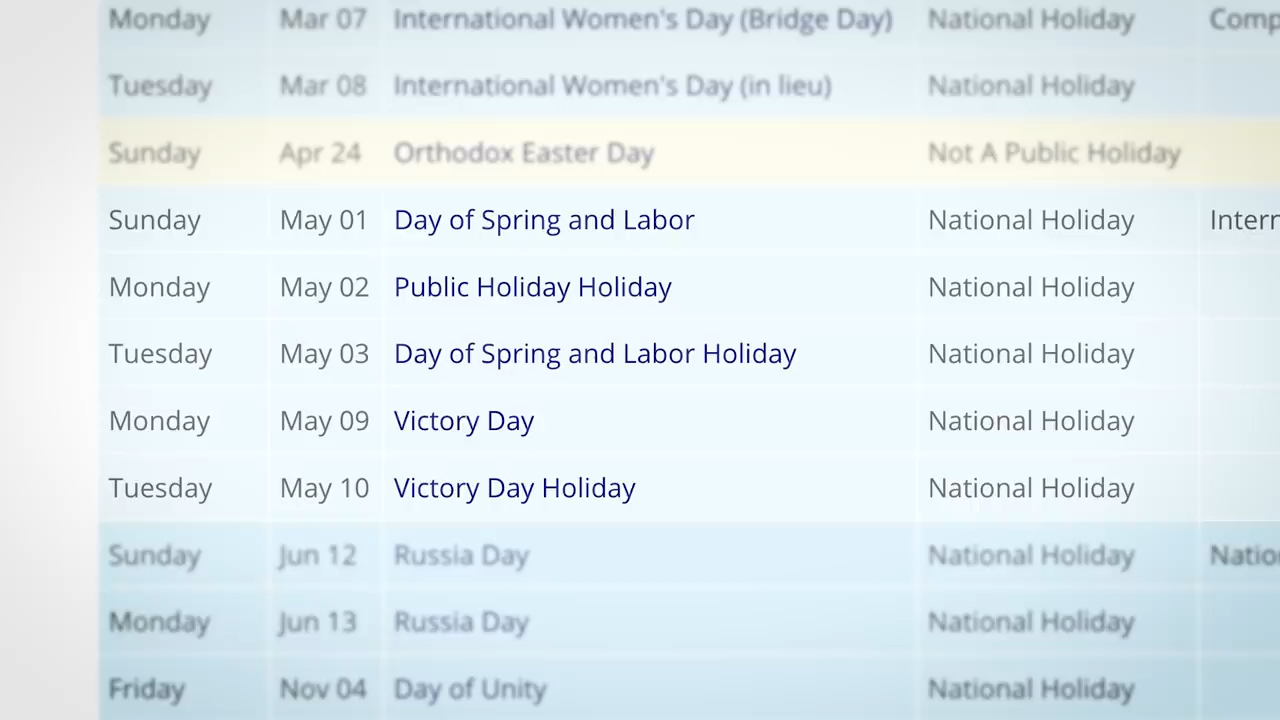 Monday Mar 07 International Women's Day (Bridge Day) National Holiday Comp
Tuesday Mar 08 International Women's Day (in lieu) National Holiday
Sunday Apr 24 Orthodox Easter Day Not A Public Holiday
Sunday May 01 Day of Spring and Labor National Holiday Intern
Monday May 02 Public Holiday Holiday National Holiday
Tuesday May 03 Day of Spring and Labor Holiday National Holiday
Monday May 09 Victory Day National Holiday
Tuesday May 10 Victory Day Holiday National Holiday
Sunday Jun 12 Russia Day National Holiday Natio
Monday Jun 13 Russia Day National Holiday
Friday Nov 04 Day of Unity National Holiday